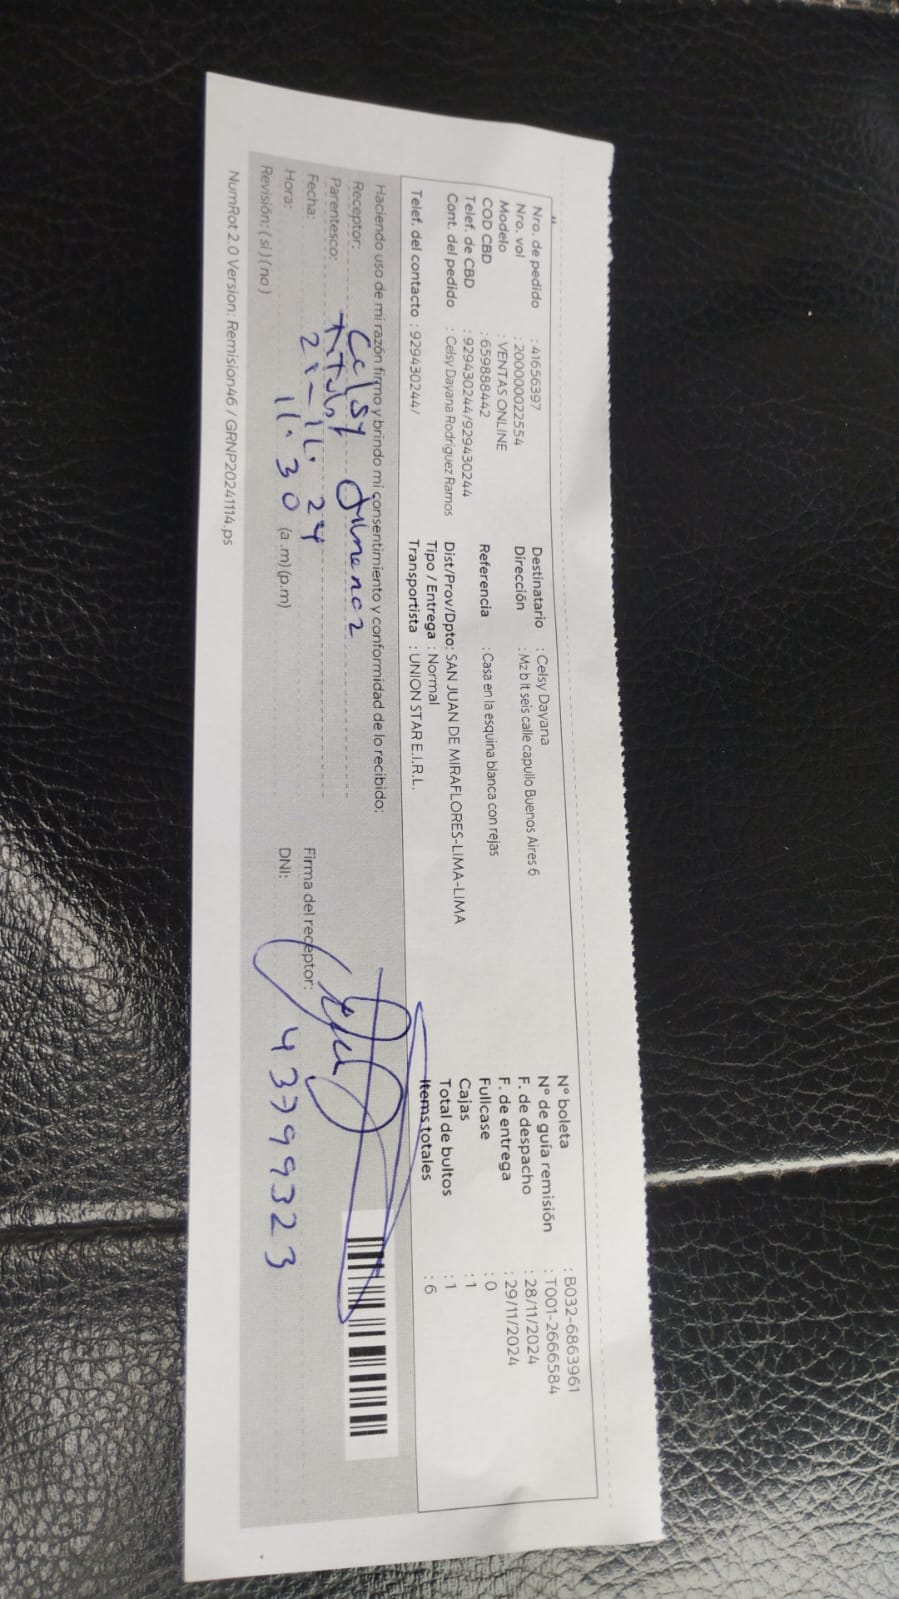 Nro. de pedido : 41656397
Nro. vol : 200000022554
Modelo : VENTAS ONLINE
COD CBD : 659888442
Telef. de CBD : 929430244/929430244
Cont. del pedido : Celsy Dayana Rodriguez Ramos
Telef. del contacto : 929430244/
Destinatario : Celsy Dayana
Dirección : Mz b lt seis calle capullo Buenos Aires 6
Referencia : Casa en la esquina blanca con rejas
Dist/Prov/Dpto: SAN JUAN DE MIRAFLORES-LIMA-LIMA
Tipo / Entrega : Normal
Transportista : UNION STAR E.I.R.L.
N° boleta : B032-6863961
N° de guía remisión : T001-2666584
F. de despacho : 28/11/2024
F. de entrega : 29/11/2024
Fullcase : 0
Cajas : 1
Total de bultos : 1
Items totales : 6
Haciendo uso de mi razón firmo y brindo mi consentimiento y conformidad de lo recibido:
Receptor: Celsy
Parentesco:
Fecha: 11. 24
Hora: 11. 30 (a.m)(p.m)
Revisión: (si)(no)
Firma del receptor:
DNI: 43799323
NumRot 2.0 Version: Remision46 / GRNP20241114.ps